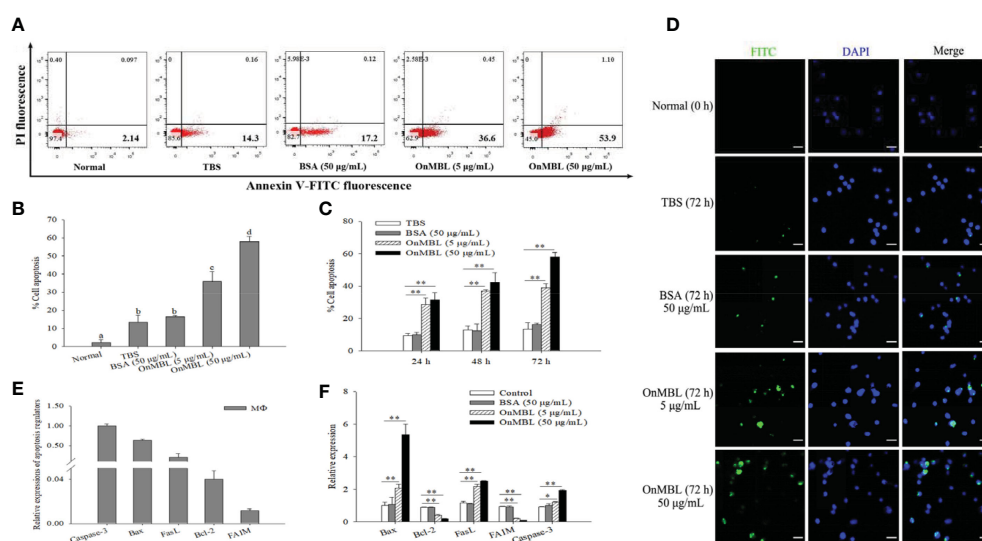 A
PI fluorescence
0.40 0.097
97.4 2.14
0 0.16
85.6 14.3
5.98E-3 0.12
82.7 17.2
2.58E-3 0.45
62.9 36.6
0 1.10
45.0 53.9
Normal TBS BSA (50 μg/mL) OnMBL (5 μg/mL) OnMBL (50 μg/mL)
Annexin V-FITC fluorescence
B
% Cell apoptosis
70
60
50
40
30
20
10
0
a b b c d
Normal
TBS
BSA (50 μg/mL)
OnMBL (5 μg/mL)
OnMBL (50 μg/mL)
C
TBS
BSA (50 μg/mL)
OnMBL (5 μg/mL)
OnMBL (50 μg/mL)
% Cell apoptosis
80
60
40
20
0
** ** **
** ** **
24 h 48 h 72 h
D
FITC DAPI Merge
Normal (0 h)
TBS (72 h)
BSA (72 h)
50 μg/mL
OnMBL (72 h)
5 μg/mL
OnMBL (72 h)
50 μg/mL
E
Relative expression of apoptosis regulators
MΦ
1.00
0.50
0.04
0.00
Caspase-3 Bax FasL Bcl-2 FAIM
F
Control
BSA (50 μg/mL)
OnMBL (5 μg/mL)
OnMBL (50 μg/mL)
Relative expression
8
6
4
2
0
** ** ** ** **
** ** ** ** *
Bax Bcl-2 FasL FAIM Caspase-3